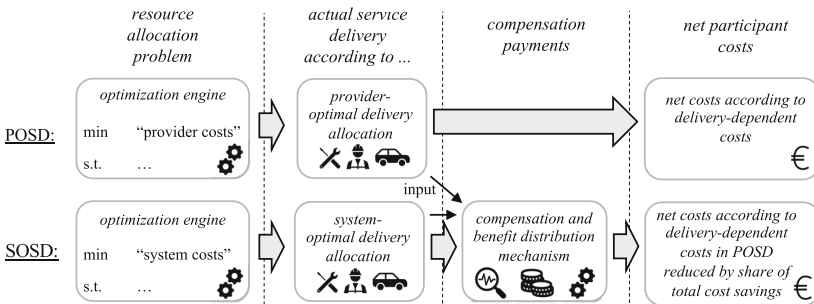 resource
allocation
problem
actual service
delivery
according to ...
compensation
payments
net participant
costs
POSD:
optimization engine
min "provider costs"
s.t. ...
provider-
optimal delivery
allocation
net costs according to
delivery-dependent
costs
€
input
SOSD:
optimization engine
min "system costs"
s.t. ...
system-
optimal delivery
allocation
compensation and
benefit distribution
mechanism
net costs according to
delivery-dependent
costs in POSD
reduced by share of
total cost savings
€